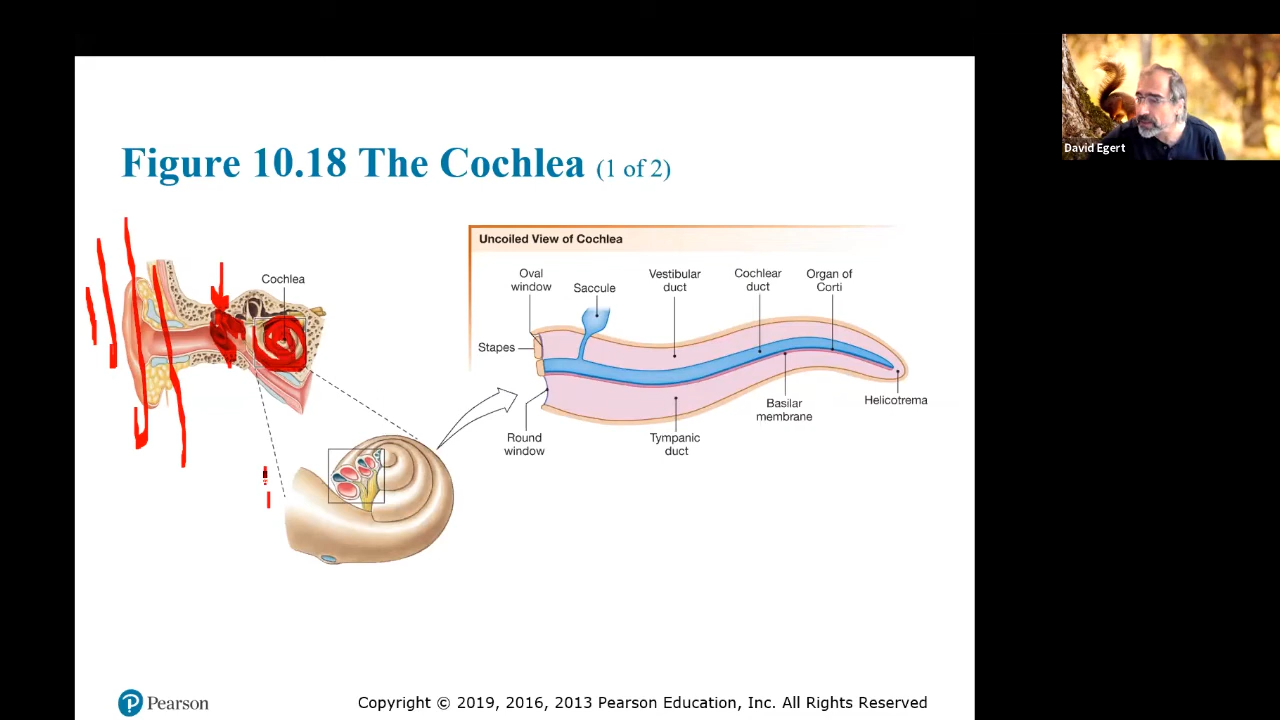 David Egert
Figure 10.18 The Cochlea (1 of 2)
Cochlea
Uncoiled View of Cochlea
Oval
window
Saccule
Vestibular
duct
Cochlear
duct
Organ of
Corti
Stapes
Round
window
Tympanic
duct
Basilar
membrane
Helicotrema
Pearson
Copyright © 2019, 2016, 2013 Pearson Education, Inc. All Rights Reserved